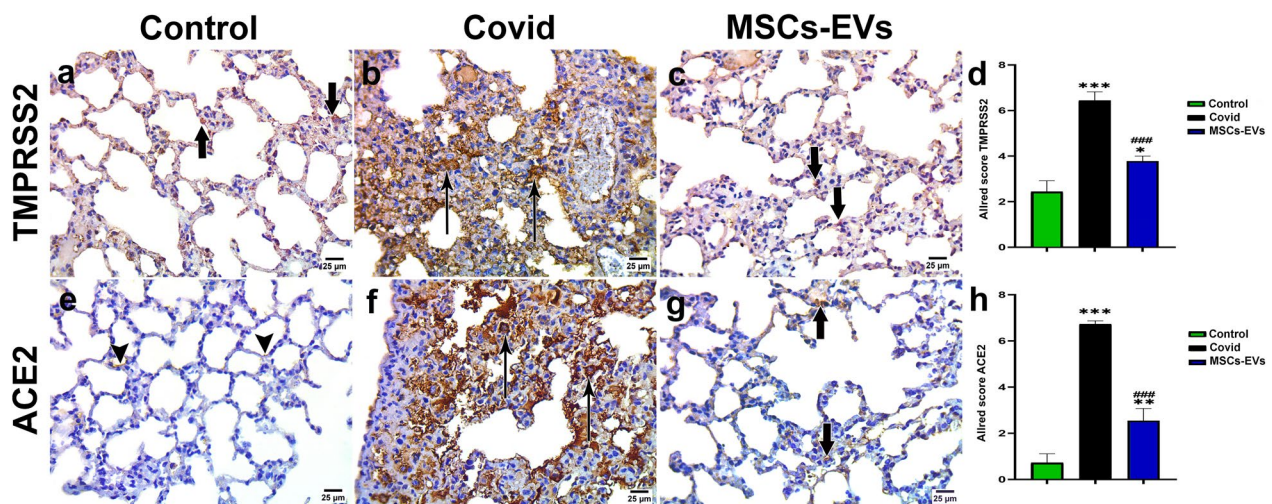 Control Covid MSCs-EVs
TMPRSS2
a
25 µm
b
25 µm
c
25 µm
d
Allred score TMPRSS2
8
6
4
2
0
***
###
*
Control
Covid
MSCs-EVs
ACE2
e
25 µm
f
25 µm
g
25 µm
h
Allred score ACE2
8
6
4
2
0
***
###
**
Control
Covid
MSCs-EVs